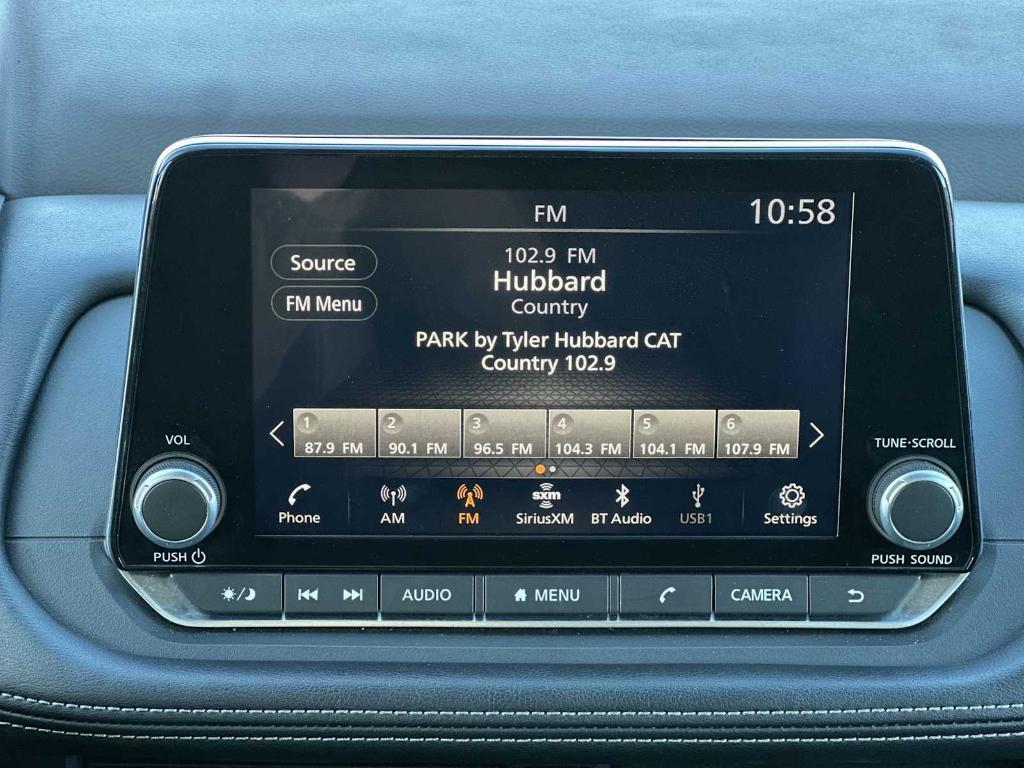 FM
10:58
Source
FM Menu
102.9 FM
Hubbard
Country
PARK by Tyler Hubbard CAT
Country 102.9
1
87.9 FM
2
90.1 FM
3
96.5 FM
4
104.3 FM
5
104.1 FM
6
107.9 FM
Phone
AM
FM
sxm
SiriusXM
BT Audio
USB1
Settings
VOL
PUSH
TUNE·SCROLL
PUSH SOUND
AUDIO
MENU
CAMERA